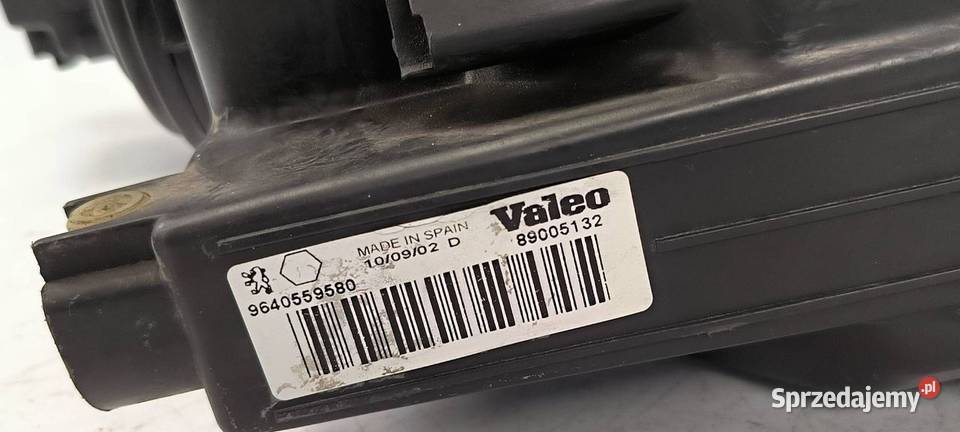 Valeo
MADE IN SPAIN
10/09/02 D
89005132
9640559580
Sprzedajemy.pl